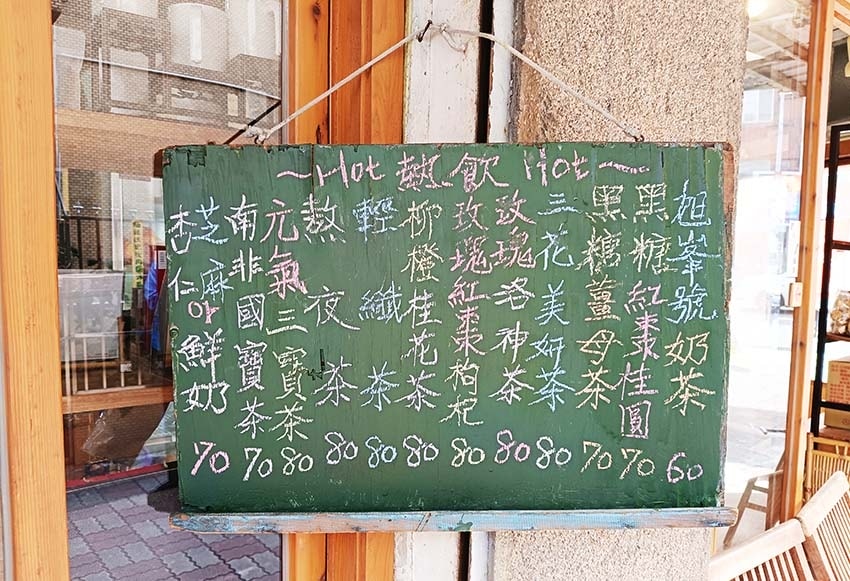 ~Hot 熱飲 Hot~
旭峯號奶茶 60
黑糖紅棗桂圓 70
黑糖薑母茶 70
三花美妍茶 80
玫瑰洛神茶 80
玫瑰紅棗枸杞 80
柳橙桂花茶 80
輕纖茶 80
熬夜茶 80
元氣三寶茶 80
南非國寶茶 70
芝麻
杏仁
or
鮮奶 70